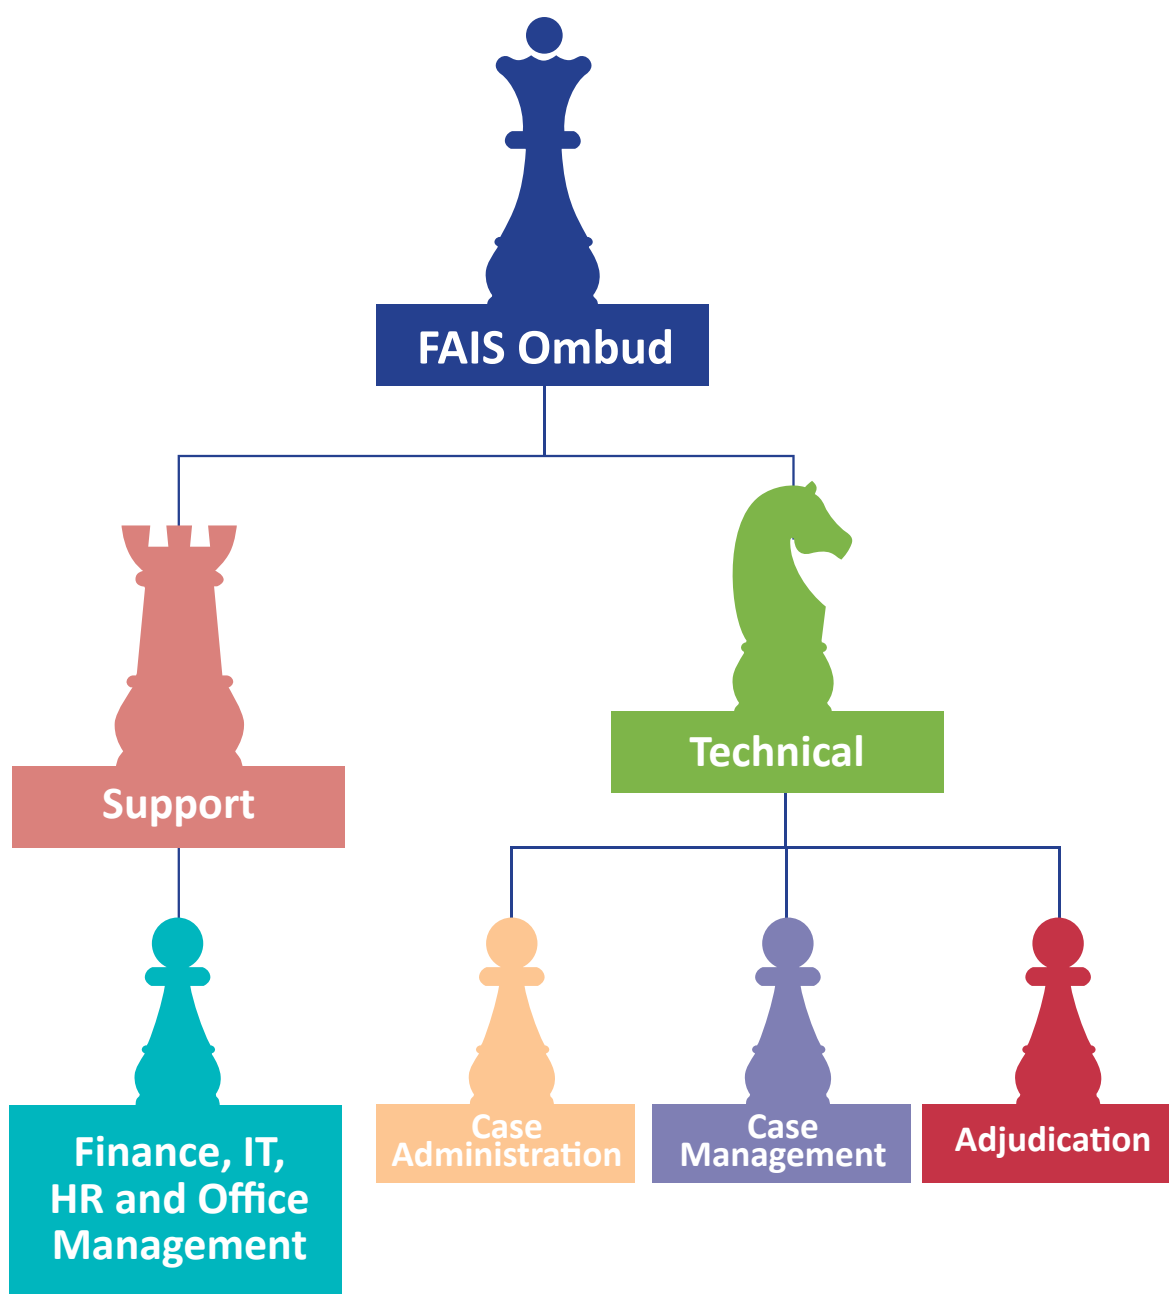 FAIS Ombud
Support
Technical
Finance, IT,
HR and Office
Management
Case
Administration
Case
Management
Adjudication